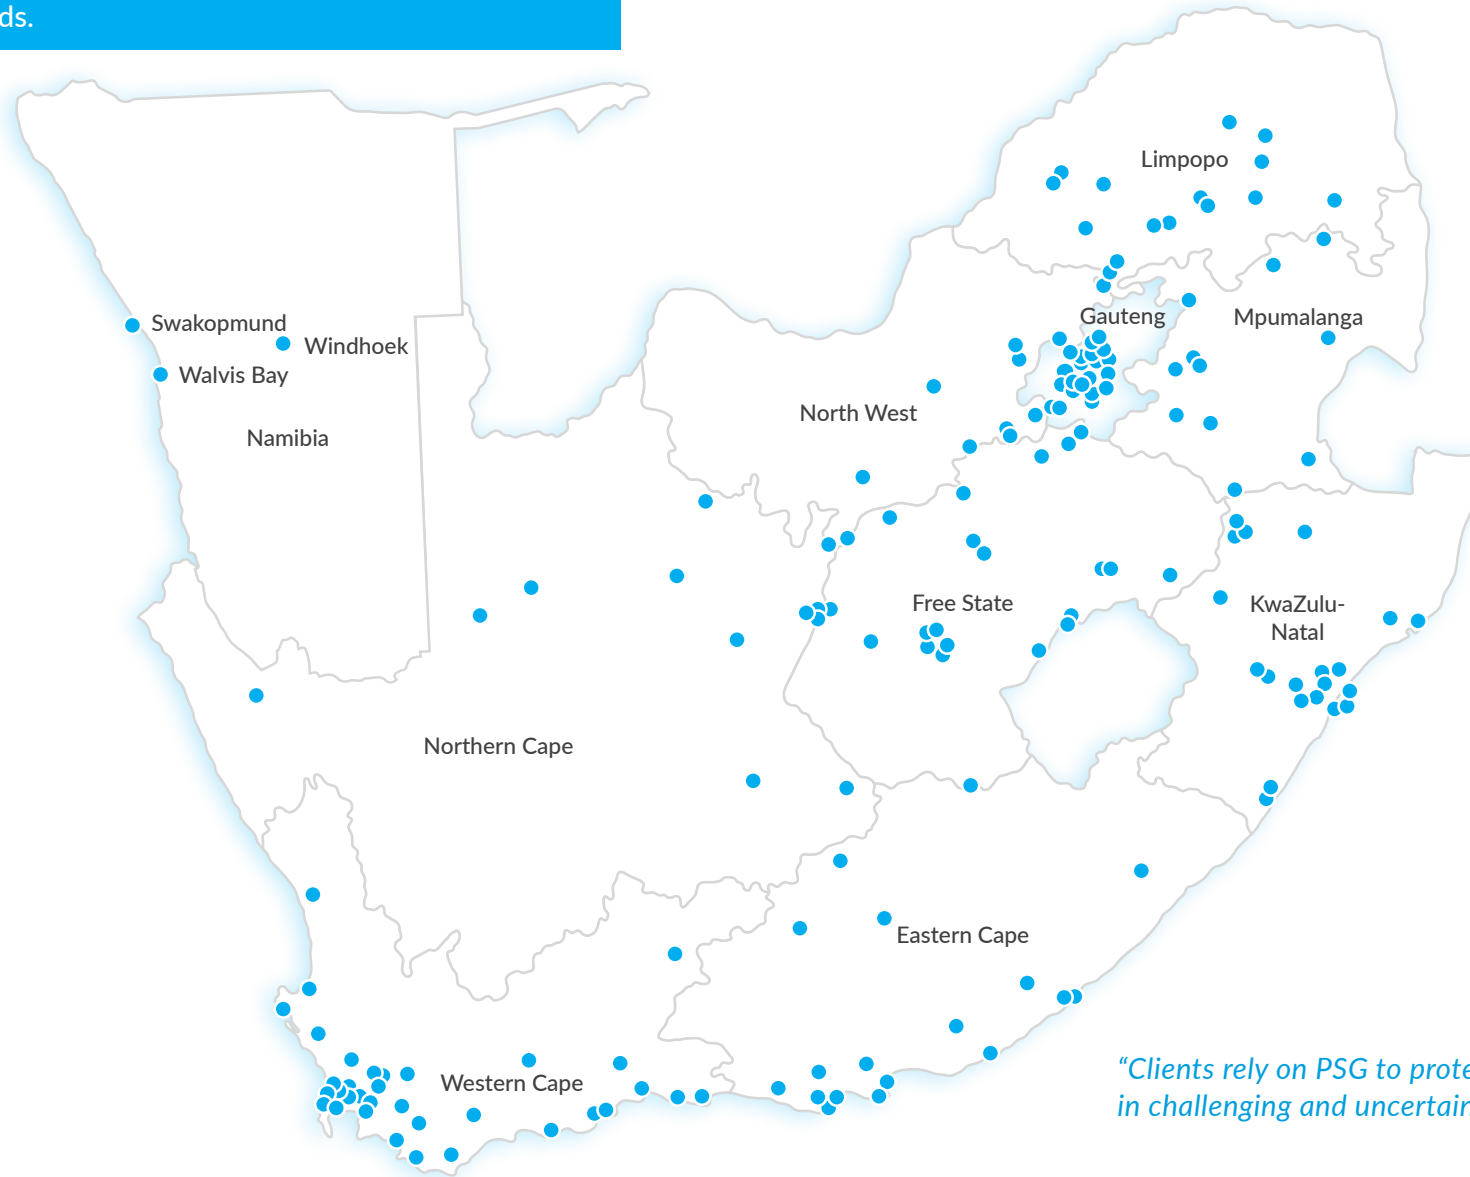 ds.
Limpopo
Swakopmund
Windhoek
Walvis Bay
Namibia
Gauteng
Mpumalanga
North West
Free State
KwaZulu-
Natal
Northern Cape
Eastern Cape
Western Cape
“Clients rely on PSG to prote
in challenging and uncertain